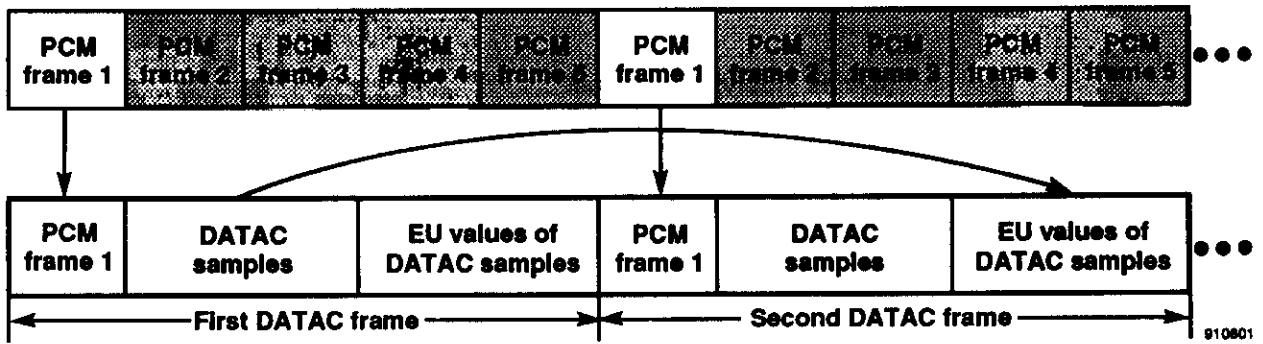 PCM frame 1
PCM frame 2
PCM frame 3
PCM frame 4
PCM frame 5
PCM frame 1
PCM frame 2
PCM frame 3
PCM frame 4
PCM frame 5
PCM frame 1
DATAC samples
EU values of DATAC samples
PCM frame 1
DATAC samples
EU values of DATAC samples
First DATAC frame
Second DATAC frame
910601